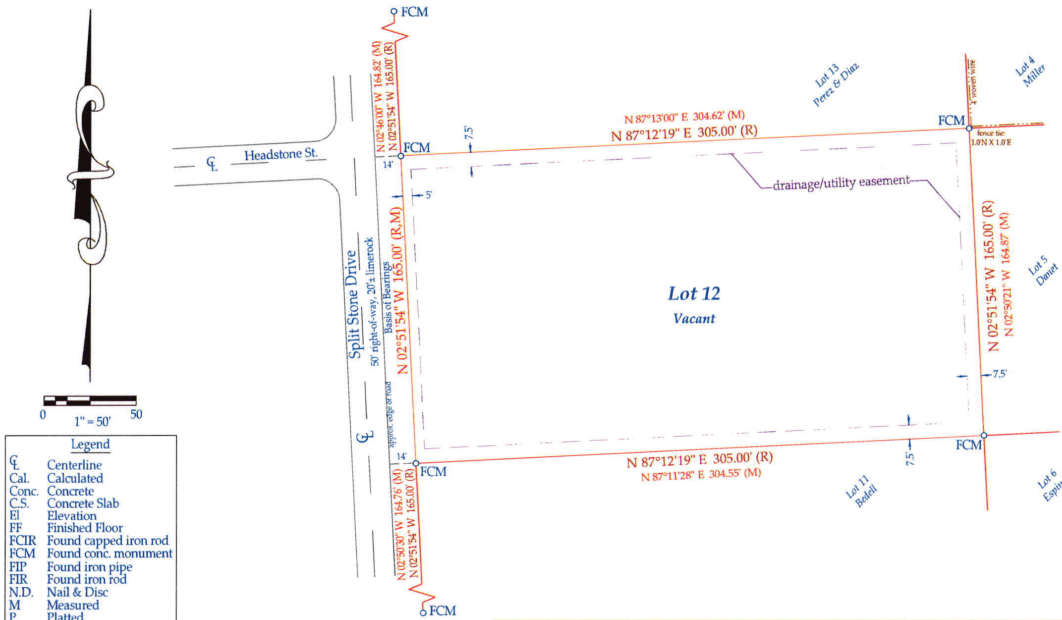 FCM
N 02°46'00" W 164.82' (M)
N 02°51'54" W 165.00' (R)
Lot 13
Perez & Diaz
4' woven wire
Lot 4
Miller
N 87°13'00" E 304.62' (M)
N 87°12'19" E 305.00' (R)
FCM
fence tie:
1.0'N X 1.0'E
7.5'
FCM
14'
C L Headstone St.
5'
drainage/utility easement
Split Stone Drive
50' right-of-way, 20'± limerock
Basis of Bearings
N 02°51'54" W 165.00' (R,M)
approx. edge of road
C L
Lot 12
Vacant
N 02°51'54" W 165.00' (R)
N 02°50'21" W 164.87' (M)
Lot 5
Danet
7.5'
0 50
1" = 50'
14'
FCM
N 87°12'19" E 305.00' (R)
N 87°11'28" E 304.55' (M)
7.5'
FCM
Lot 11
Bedell
Lot 6
Espi
N 02°50'30" W 164.76' (M)
N 02°51'54" W 165.00' (R)
FCM
Legend
C L Centerline
Cal. Calculated
Conc. Concrete
C.S. Concrete Slab
El Elevation
FF Finished Floor
FCIR Found capped iron rod
FCM Found conc. monument
FIP Found iron pipe
FIR Found iron rod
N.D. Nail & Disc
M Measured
P Platted